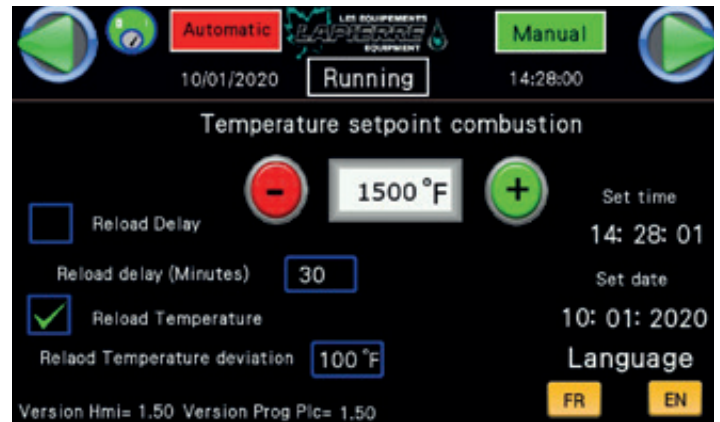 Automatic
LES EQUIPEMENTS
LAPIERRE
EQUIPMENT
Manual
10/01/2020
Running
14:28:00
Temperature setpoint combustion
- 1500 °F +
Set time
Reload Delay
14: 28: 01
Reload delay (Minutes) 30
Set date
Reload Temperature
10: 01: 2020
Relaod Temperature deviation 100 °F
Language
FR EN
Version Hmi= 1.50 Version Prog Plc= 1.50